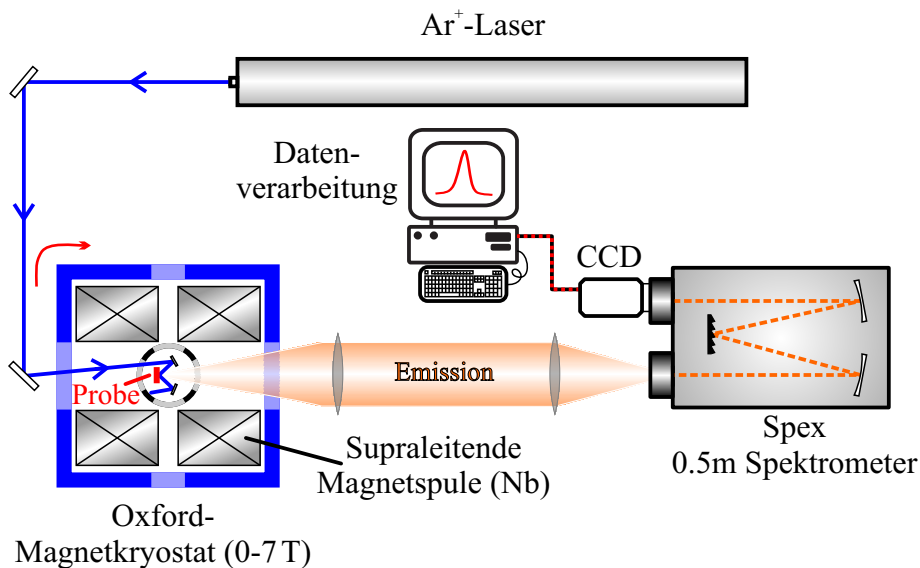 Ar+-Laser
Daten-
verarbeitung
CCD
Probe
Emission
Supraleitende
Magnetspule (Nb)
Spex
0.5m Spektrometer
Oxford-
Magnetkryostat (0-7 T)